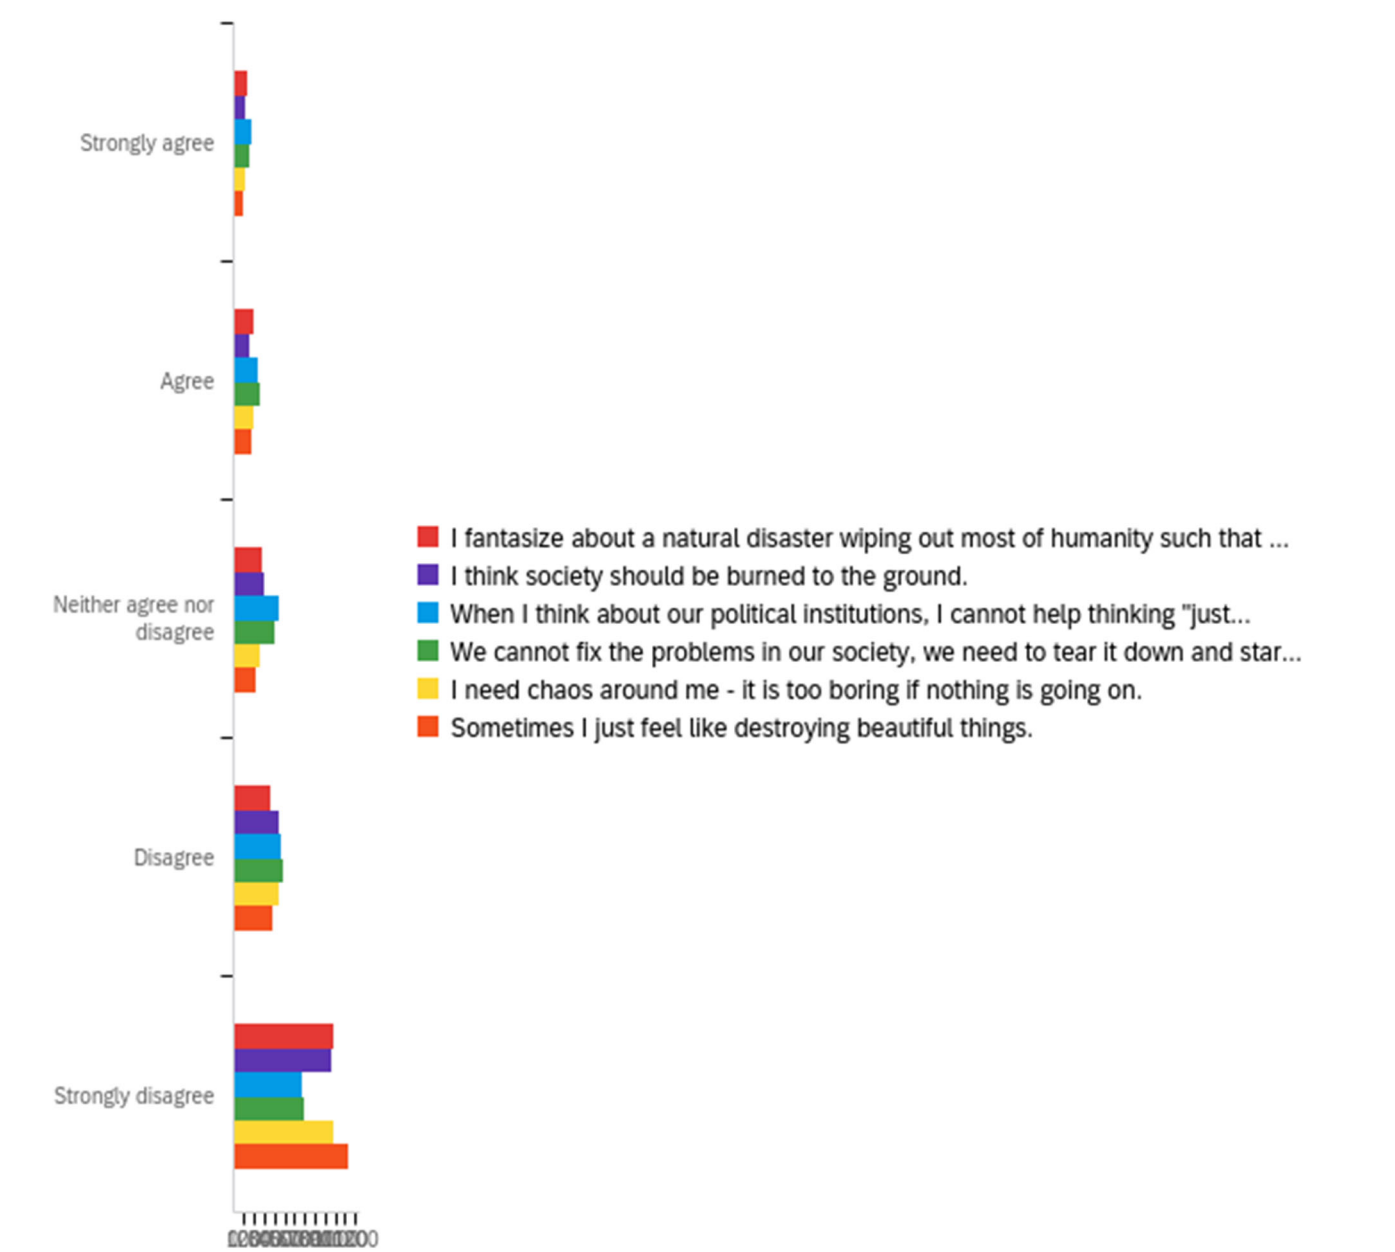 Strongly agree
Agree
Neither agree nor
disagree
Disagree
Strongly disagree
I fantasize about a natural disaster wiping out most of humanity such that ...
I think society should be burned to the ground.
When I think about our political institutions, I cannot help thinking "just...
We cannot fix the problems in our society, we need to tear it down and star...
I need chaos around me - it is too boring if nothing is going on.
Sometimes I just feel like destroying beautiful things.